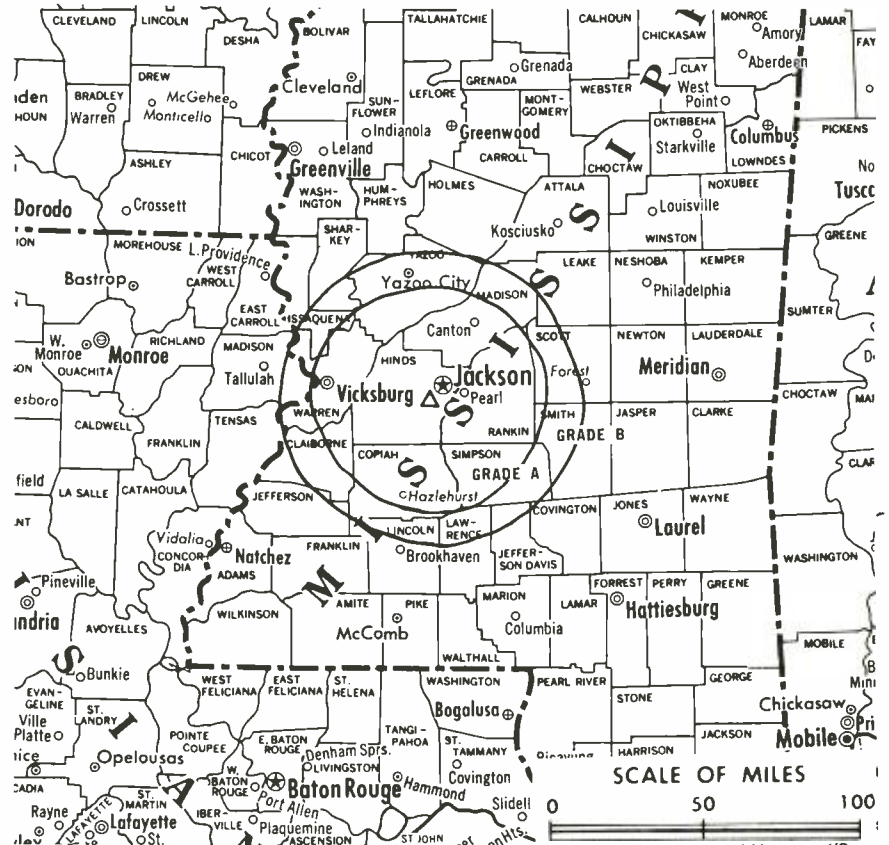 CLEVELAND
LINCOLN
DESHA
BOLIVAR
TALLAHATCHIE
CALHOUN
CHICKASAW
MONROE
Amory
LAMAR
FAY
Aberdeen
DREW
Cleveland
Grenada
GRENADA
CLAY
West
Point
WEBSTER
BRADLEY
Warren
McGehee
Monticello
SUN-
FLOWER
LEFLORE
MONT-
GOMERY
HOUN
Indianola
Greenwood
OKTIBBEHA
Starkville
Columbus
PICKENS
ASHLEY
CHICOT
Leland
Greenville
CARROLL
CHOCTAW
LOWNDES
WASH-
INGTON
HUM-
PHREYS
HOLMES
ATTALA
NOXUBEE
Tusc
Dorado
Crossett
SHAR-
KEY
Kosciusko
Louisville
WINSTON
GREENE
ION
MOREHOUSE
L. Providence
YAZOO
LEAKE
NESHOBA
KEMPER
Bastrop
WEST
CARROLL
Yazoo City
MADISON
Philadelphia
SUMTER
EAST
CARROLL
ISSAQUENA
W.
Monroe
Monroe
OUACHITA
RICHLAND
MADISON
Canton
SCOTT
NEWTON
LAUDERDALE
HINDS
Tallulah
Jackson
Forest
Meridian
Vicksburg
Pearl
CHOCTAW
esboro
CALDWELL
TENSAS
WARREN
SMITH
JASPER
CLARKE
FRANKLIN
RANKIN
GRADE B
CLAIBORNE
COPIAH
SIMPSON
GRADE A
field
LA SALLE
CATAHOULA
JEFFERSON
Hazlehurst
COVINGTON
JONES
WAYNE
Laurel
LINCOLN
LAW-
RENCE
Vidalia
CONCOR-
DIA
Natchez
FRANKLIN
Brookhaven
JEFFER-
SON DAVIS
WASHINGTON
Pineville
ndria
ADAMS
FORREST
PERRY
GREENE
AVOYELLES
WILKINSON
AMITE
PIKE
MARION
LAMAR
Hattiesburg
McComb
Columbia
MOBILE
Bunkie
WALTHALL
MISSISSIPP
WEST
FELICIANA
EAST
FELICIANA
ST.
HELENA
WASHINGTON
PEARL RIVER
GEORGE
EVAN-
GELINE
ST.
LANDRY
Ville
Platte
STONE
Chickasaw
Bogalusa
POINTE
COUPEE
TANGI-
PAHOA
JACKSON
Mobile
E. BATON
ROUGE
Denham Sprs.
ST.
TAMMANY
HARRISON
Opelousas
LIVINGSTON
Covington
SCALE OF MILES
W.
BATON
ROUGE
Baton Rouge
Hammond
Port Allen
ST.
MARTIN
Slidell
0 50 100
Rayne
LAFAYETTE
Lafayette
IBER-
VILLE
Plaquemine
ASCENSION
ST JOHN
St.